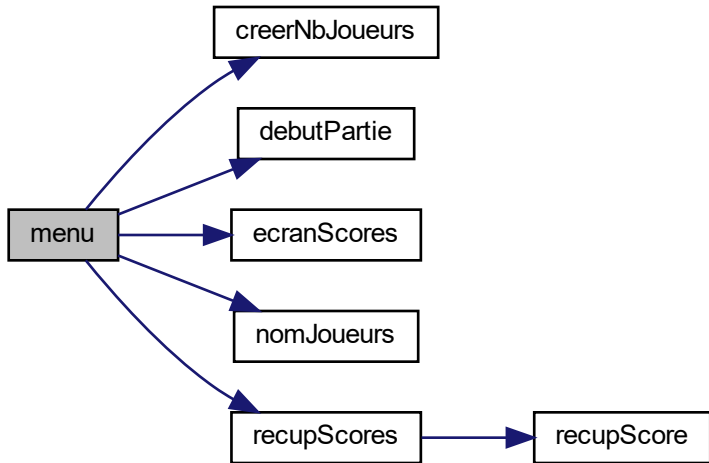 creerNbJoueurs
debutPartie
menu
ecranScores
nomJoueurs
recupScores
recupScore